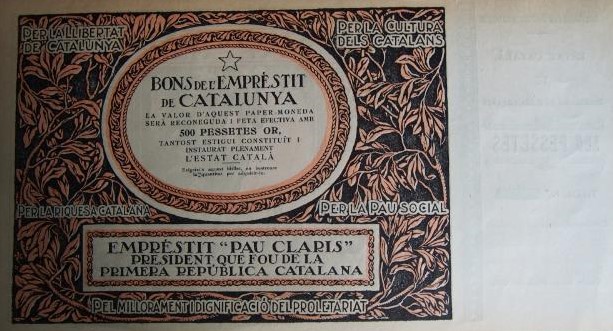 PER LA LLIBERTAT
DE CATALUNYA
PER LA CULTURA
DELS CATALANS
BONS DE L'EMPRÈSTIT
DE CATALUNYA
LA VALOR D'AQUEST PAPER-MONEDA
SERÀ RECONEGUDA I FETA EFECTIVA AMB
500 PESSETES OR,
TANTOST ESTIGUI CONSTITUÏT I
INSTAURAT PLENAMENT
L'ESTAT CATALÀ
PER LA RIQUESA CATALANA
PER LA PAU SOCIAL
EMPRÈSTIT "PAU CLARIS"
PRESIDENT QUE FOU DE LA
PRIMERA REPÚBLICA CATALANA
PEL MILLORAMENT I DIGNIFICACIÓ DEL PROLETARIAT